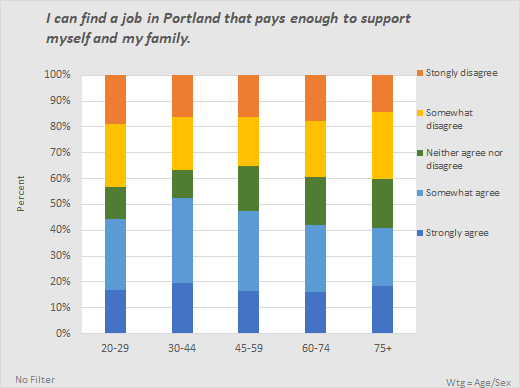 I can find a job in Portland that pays enough to support
myself and my family.
100%
90%
80%
70%
60%
50%
40%
30%
20%
10%
0%
Percent
20-29
30-44
45-59
60-74
75+
Stongly disagree
Somewhat
disagree
Neither agree nor
disagree
Somewhat agree
Strongly agree
No Filter
Wtg = Age/Sex